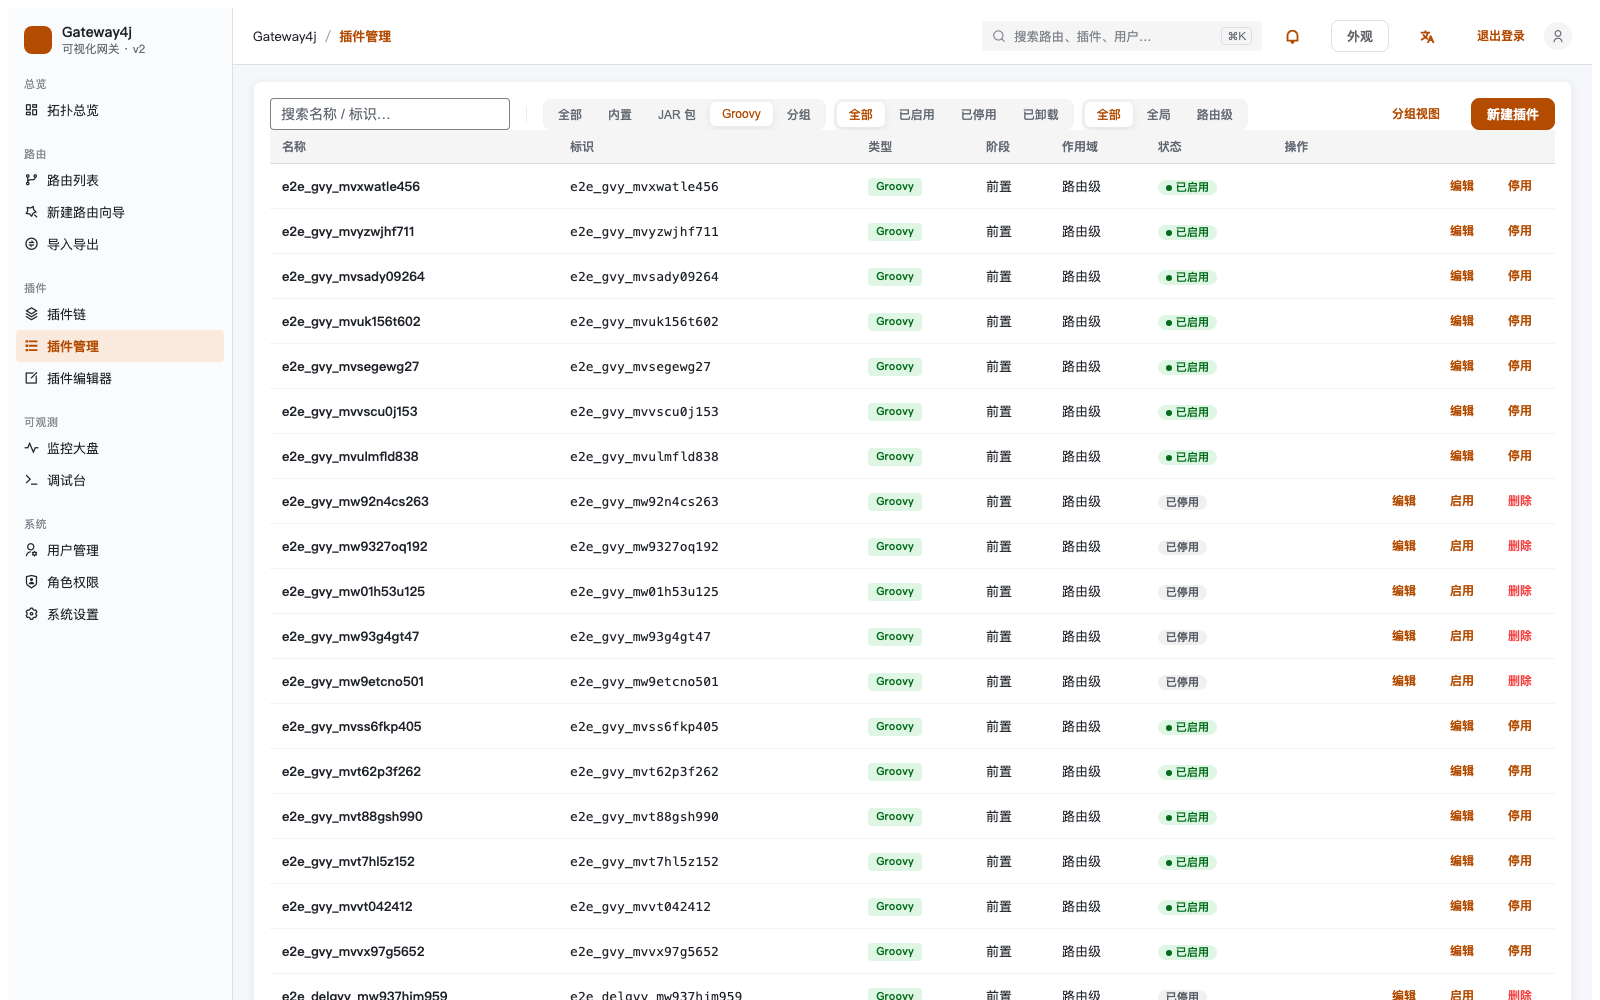 Gateway4j
可视化网关 · v2
总览
拓扑总览
路由
路由列表
新建路由向导
导入导出
插件
插件链
插件管理
插件编辑器
可观测
监控大盘
调试台
系统
用户管理
角色权限
系统设置
Gateway4j / 插件管理
搜索路由、插件、用户… ⌘K
外观
退出登录
搜索名称 / 标识…
全部 内置 JAR 包 Groovy 分组
全部 已启用 已停用 已卸载
全部 全局 路由级
分组视图
新建插件
名称 标识 类型 阶段 作用域 状态 操作
e2e_gvy_mvxwatle456 e2e_gvy_mvxwatle456 Groovy 前置 路由级 已启用 编辑 停用
e2e_gvy_mvyzwjhf711 e2e_gvy_mvyzwjhf711 Groovy 前置 路由级 已启用 编辑 停用
e2e_gvy_mvsady09264 e2e_gvy_mvsady09264 Groovy 前置 路由级 已启用 编辑 停用
e2e_gvy_mvuk156t602 e2e_gvy_mvuk156t602 Groovy 前置 路由级 已启用 编辑 停用
e2e_gvy_mvsegewg27 e2e_gvy_mvsegewg27 Groovy 前置 路由级 已启用 编辑 停用
e2e_gvy_mvvscu0j153 e2e_gvy_mvvscu0j153 Groovy 前置 路由级 已启用 编辑 停用
e2e_gvy_mvulmfld838 e2e_gvy_mvulmfld838 Groovy 前置 路由级 已启用 编辑 停用
e2e_gvy_mw92n4cs263 e2e_gvy_mw92n4cs263 Groovy 前置 路由级 已停用 编辑 启用 删除
e2e_gvy_mw9327oq192 e2e_gvy_mw9327oq192 Groovy 前置 路由级 已停用 编辑 启用 删除
e2e_gvy_mw01h53u125 e2e_gvy_mw01h53u125 Groovy 前置 路由级 已停用 编辑 启用 删除
e2e_gvy_mw93g4gt47 e2e_gvy_mw93g4gt47 Groovy 前置 路由级 已停用 编辑 启用 删除
e2e_gvy_mw9etcno501 e2e_gvy_mw9etcno501 Groovy 前置 路由级 已停用 编辑 启用 删除
e2e_gvy_mvss6fkp405 e2e_gvy_mvss6fkp405 Groovy 前置 路由级 已启用 编辑 停用
e2e_gvy_mvt62p3f262 e2e_gvy_mvt62p3f262 Groovy 前置 路由级 已启用 编辑 停用
e2e_gvy_mvt88gsh990 e2e_gvy_mvt88gsh990 Groovy 前置 路由级 已启用 编辑 停用
e2e_gvy_mvt7hl5z152 e2e_gvy_mvt7hl5z152 Groovy 前置 路由级 已启用 编辑 停用
e2e_gvy_mvvt042412 e2e_gvy_mvvt042412 Groovy 前置 路由级 已启用 编辑 停用
e2e_gvy_mvvx97g5652 e2e_gvy_mvvx97g5652 Groovy 前置 路由级 已启用 编辑 停用
e2e_delgvy_mw937hjm959 e2e_delgvy_mw937hjm959 Groovy 前置 路由级 已停用 编辑 启用 删除